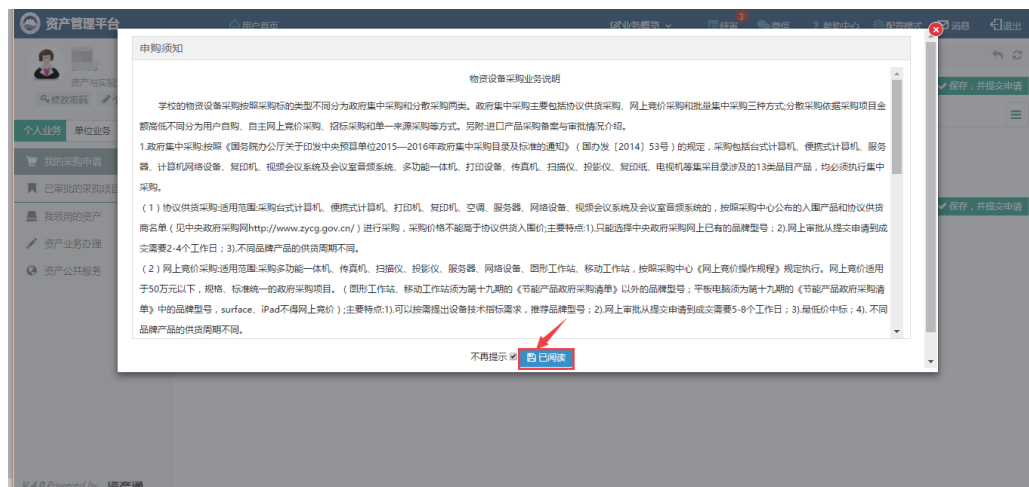 资产管理平台
用户首页
业务概览
待审
3
微信
? 帮助中心
配置模式
消息
退出
资产与实验
修改密码
个人业务
单位业务
我的采购申请
已审批的采购项目
我领用的资产
资产业务办理
资产公共服务
保存，并提交申请
保存，并提交申请
申购须知
物资设备采购业务说明
学校的物资设备采购按照采购标的类型不同分为政府集中采购和分散采购两类。政府集中采购主要包括协议供货采购、网上竞价采购和批量集中采购三种方式;分散采购依据采购项目金
额高低不同分为用户自购、自主网上竞价采购、招标采购和单一来源采购等方式。另附:进口产品采购备案与审批情况介绍。
1.政府集中采购:按照《国务院办公厅关于印发中央预算单位2015—2016年政府集中采购目录及标准的通知》（国办发［2014］53号）的规定，采购包括台式计算机、便携式计算机、服务
器、计算机网络设备、复印机、视频会议系统及会议室音频系统、多功能一体机、打印设备、传真机、扫描仪、投影仪、复印纸、电视机等集采目录涉及的13类品目产品，均必须执行集中
采购。
（1）协议供货采购:适用范围:采购台式计算机、便携式计算机、打印机、复印机、空调、服务器、网络设备、视频会议系统及会议室音频系统的，按照采购中心公布的入围产品和协议供货
商名单（见中央政府采购网http://www.zycg.gov.cn/）进行采购，采购价格不能高于协议供货入围价;主要特点:1).只能选择中央政府采购网上已有的品牌型号；2).网上审批从提交申请到成
交需要2-4个工作日；3).不同品牌产品的供货周期不同。
（2）网上竞价采购:适用范围:采购多功能一体机、传真机、扫描仪、投影仪、服务器、网络设备、图形工作站、移动工作站，按照采购中心《网上竞价操作规程》规定执行。网上竞价适用
于50万元以下，规格、标准统一的政府采购项目。（图形工作站、移动工作站须为第十九期的《节能产品政府采购清单》以外的品牌型号；平板电脑须为第十九期的《节能产品政府采购清
单》中的品牌型号，surface、iPad不得网上竞价）;主要特点:1).可以按需提出设备技术指标需求，推荐品牌型号；2).网上审批从提交申请到成交需要5-8个工作日；3).最低价中标；4). 不同
品牌产品的供货周期不同。
不再提示
已阅读
V 4.0 Powered by